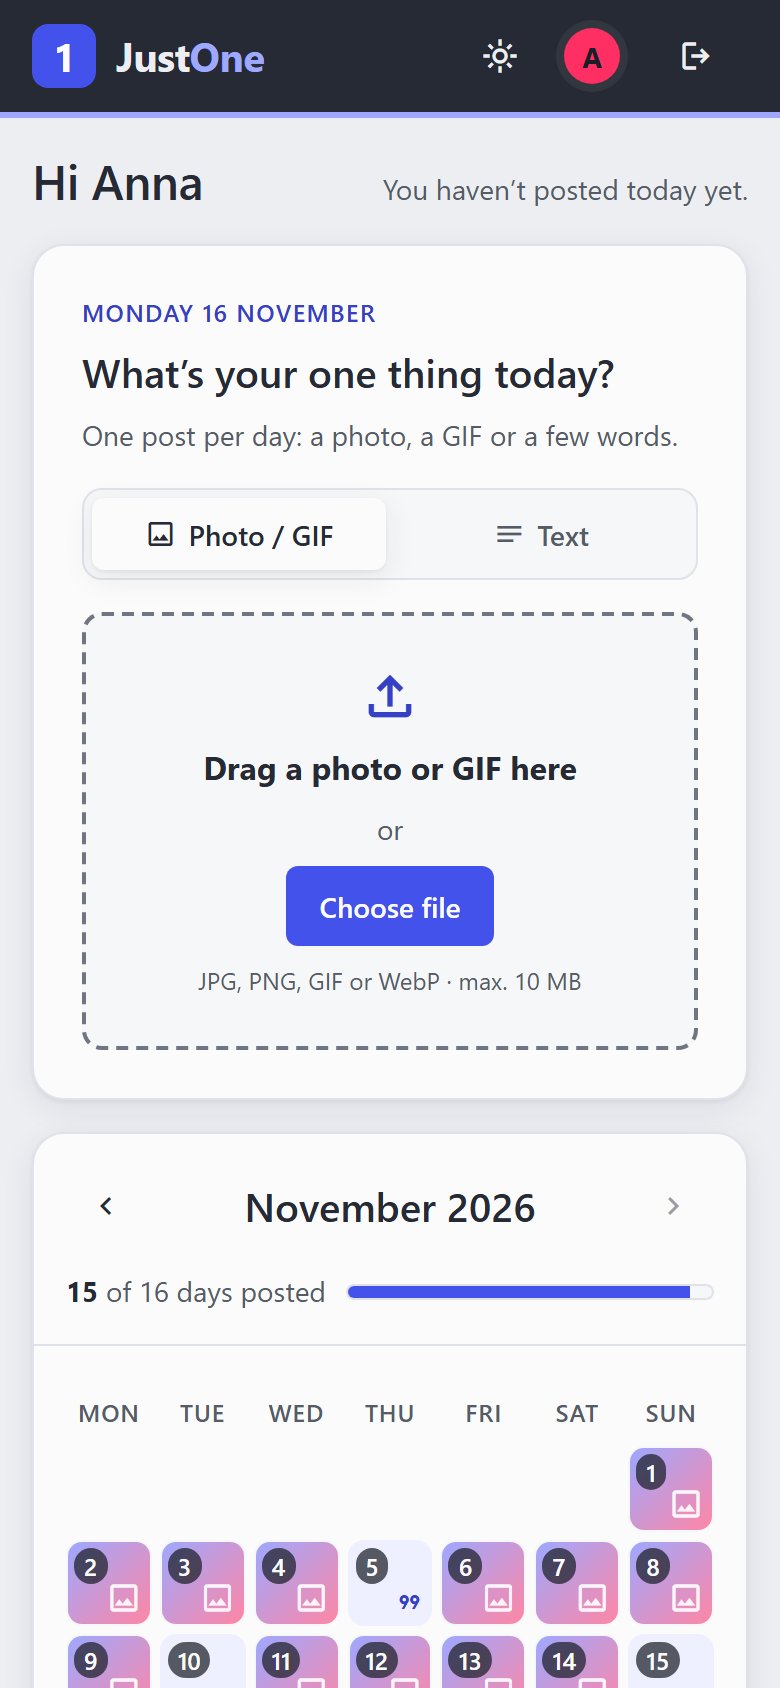 1 JustOne
A
Hi Anna
You haven’t posted today yet.
MONDAY 16 NOVEMBER
What’s your one thing today?
One post per day: a photo, a GIF or a few words.
Photo / GIF
Text
Drag a photo or GIF here
or
Choose file
JPG, PNG, GIF or WebP · max. 10 MB
November 2026
15 of 16 days posted
MON TUE WED THU FRI SAT SUN
1
2 3 4 5 6 7 8
9 10 11 12 13 14 15